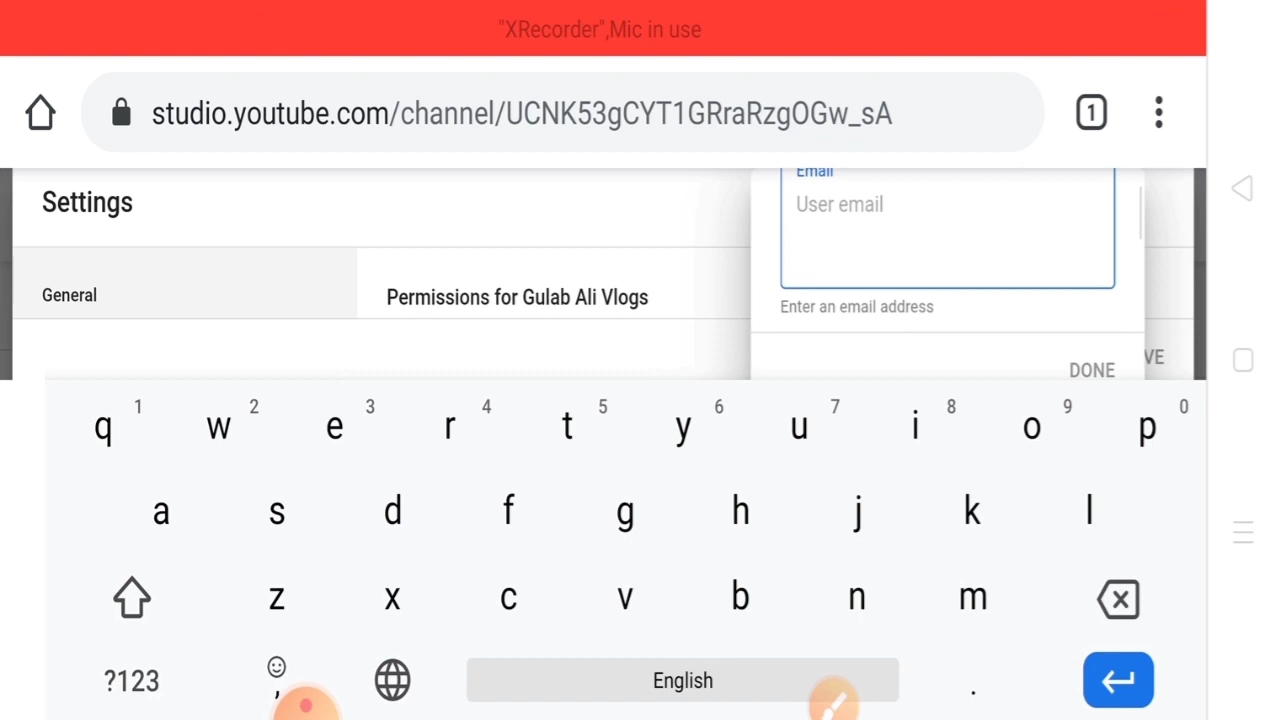 "XRecorder",Mic in use
studio.youtube.com/channel/UCNK53gCYT1GRraRzgOGw_sA
1
Email
Settings
User email
General
Permissions for Gulab Ali Vlogs
Enter an email address
VE
DONE
1 2 3 4 5 6 7 8 9 0
q w e r t y u i o p
a s d f g h j k l
z x c v b n m
?123 , English .